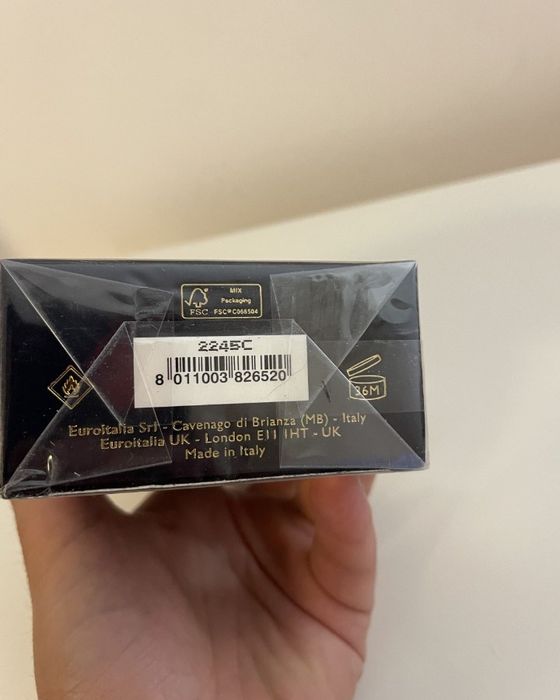 MIX
Packaging
FSC FSC® C066504
2245C
8 011003 826520
36M
Euroitalia Srl - Cavenago di Brianza (MB) - Italy
Euroitalia UK - London E11 1HT - UK
Made in Italy